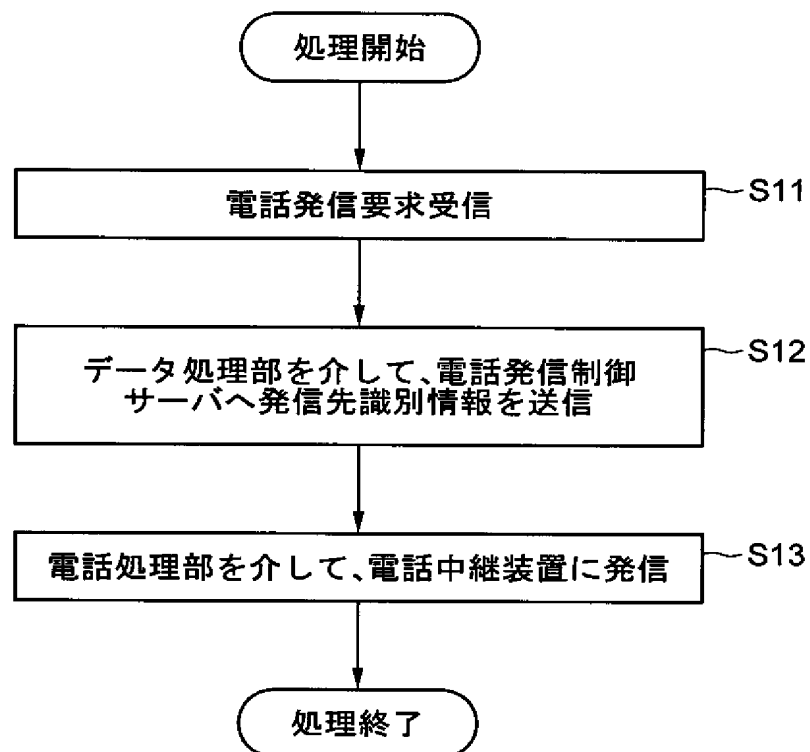 処理開始
電話発信要求受信
S11
データ処理部を介して、電話発信制御
サーバへ発信先識別情報を送信
S12
電話処理部を介して、電話中継装置に発信
S13
処理終了